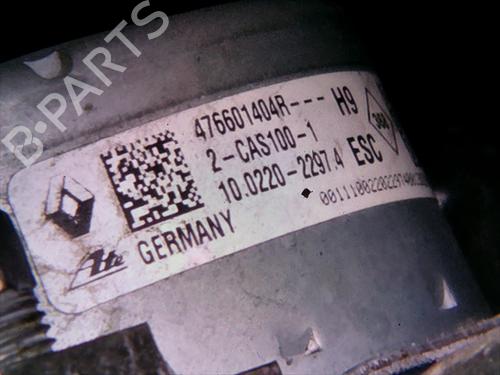 B-PARTS
476601404R--- H9
2-CAS100-1
10.0220-2297.4 ESC
Ate GERMANY